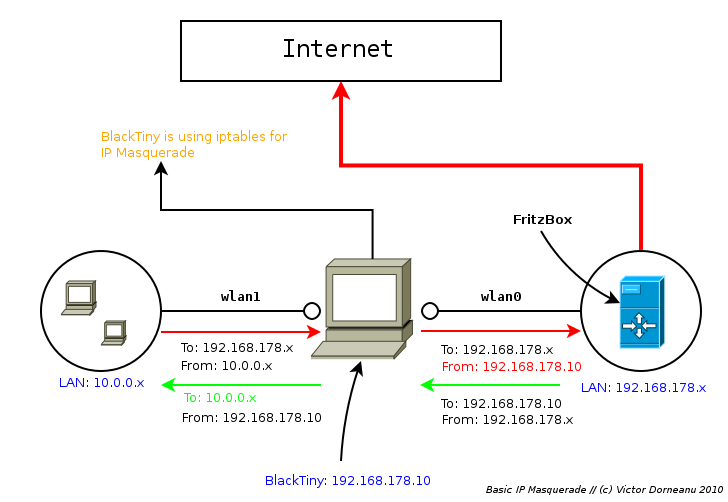 Internet
BlackTiny is using iptables for
IP Masquerade
FritzBox
wlan1
wlan0
To: 192.168.178.x
From: 10.0.0.x
To: 192.168.178.x
From: 192.168.178.10
LAN: 10.0.0.x
To: 10.0.0.x
From: 192.168.178.10
To: 192.168.178.10
From: 192.168.178.x
LAN: 192.168.178.x
BlackTiny: 192.168.178.10
Basic IP Masquerade // (c) Victor Dorneanu 2010